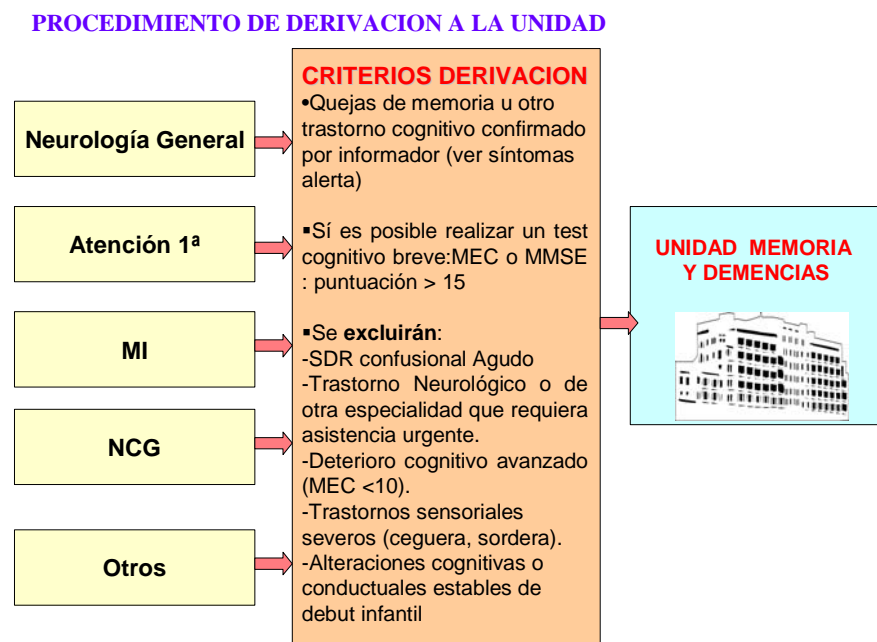 PROCEDIMIENTO DE DERIVACION A LA UNIDAD
Neurología General
Atención 1ª
MI
NCG
Otros
CRITERIOS DERIVACION
•Quejas de memoria u otro
trastorno cognitivo confirmado
por informador (ver síntomas
alerta)
▪Sí es posible realizar un test
cognitivo breve:MEC o MMSE
: puntuación > 15
▪Se excluirán:
-SDR confusional Agudo
-Trastorno Neurológico o de
otra especialidad que requiera
asistencia urgente.
-Deterioro cognitivo avanzado
(MEC <10).
-Trastornos sensoriales
severos (ceguera, sordera).
-Alteraciones cognitivas o
conductuales estables de
debut infantil
UNIDAD MEMORIA
Y DEMENCIAS